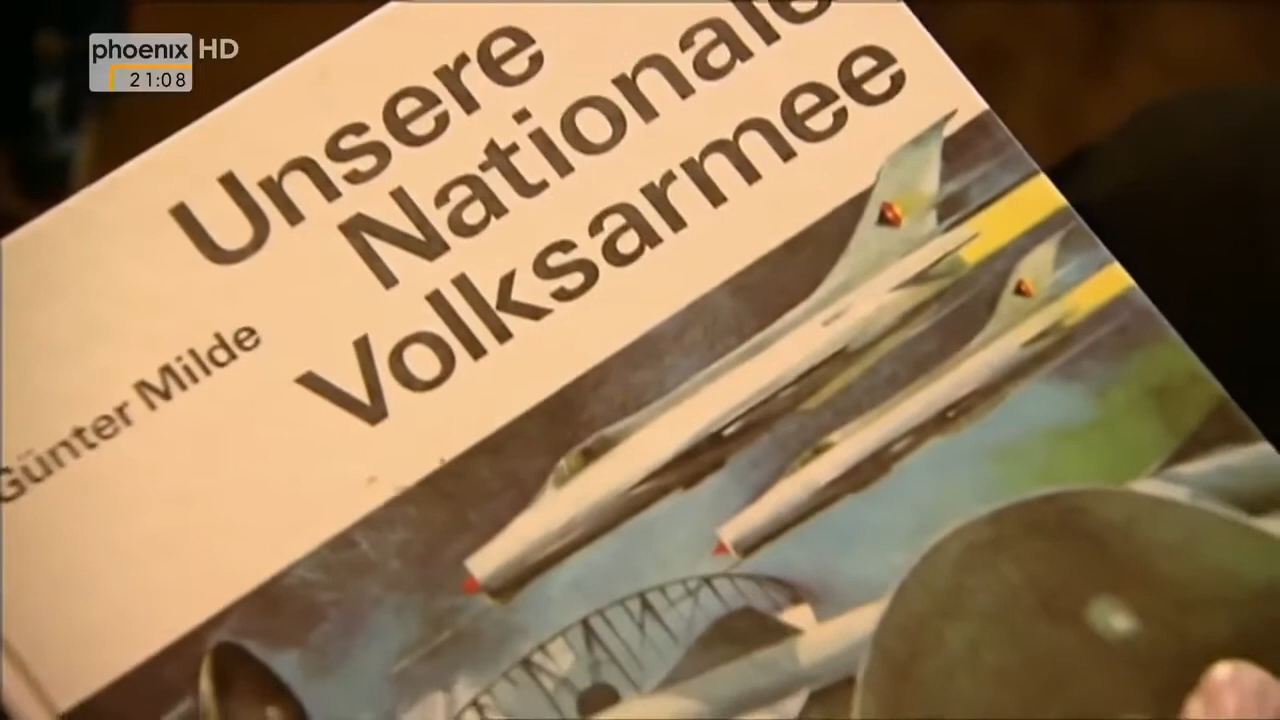 phoenix HD
21:08
Unsere
Nationale
Volksarmee
Günter Milde